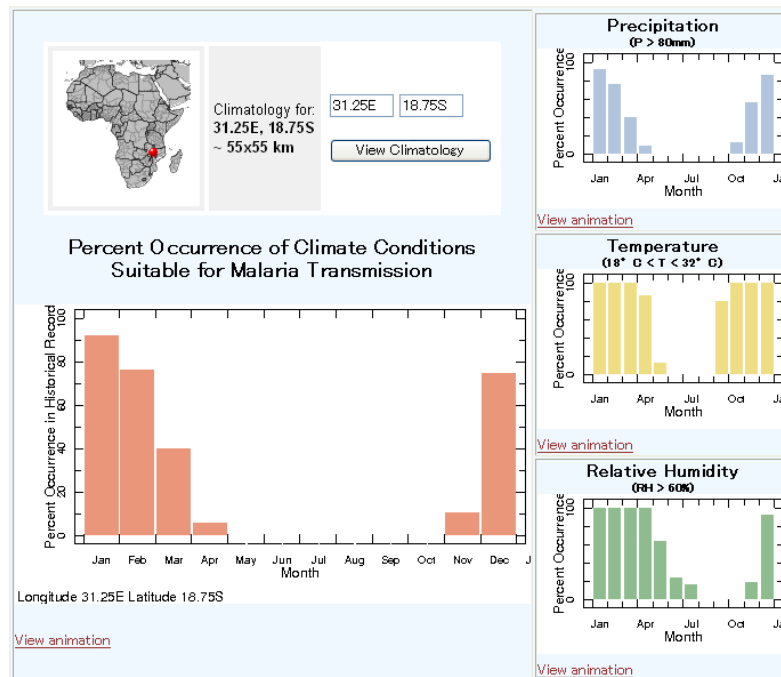 Climatology for:
31.25E, 18.75S
~ 55x55 km
31.25E 18.75S
View Climatology
Percent Occurrence of Climate Conditions
Suitable for Malaria Transmission
Percent Occurrence in Historical Record
100
80
60
40
20
0
Jan Feb Mar Apr May Jun Jul Aug Sep Oct Nov Dec J
Month
Longitude 31.25E Latitude 18.75S
View animation
Precipitation
(P > 80mm)
Percent Occurrence
100
0
Jan Apr Jul Oct Ja
Month
View animation
Temperature
(18° C < T < 32° C)
Percent Occurrence
100
0
Jan Apr Jul Oct Ja
Month
View animation
Relative Humidity
(RH > 60%)
Percent Occurrence
100
0
Jan Apr Jul Oct Ja
Month
View animation